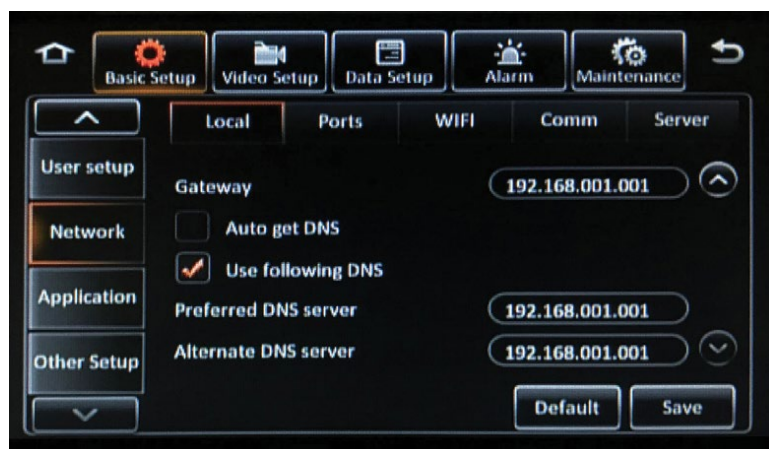 Basic Setup Video Setup Data Setup Alarm Maintenance
Local Ports WIFI Comm Server
User setup
Network
Application
Other Setup
Gateway 192.168.001.001
Auto get DNS
Use following DNS
Preferred DNS server 192.168.001.001
Alternate DNS server 192.168.001.001
Default Save